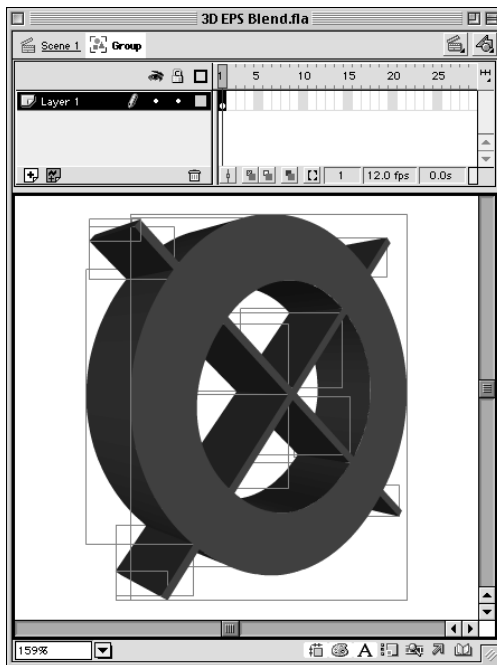 3D EPS Blend.fla
Scene 1 Group
1 5 10 15 20 25
Layer 1
1 12.0 fps 0.0s
159%
A